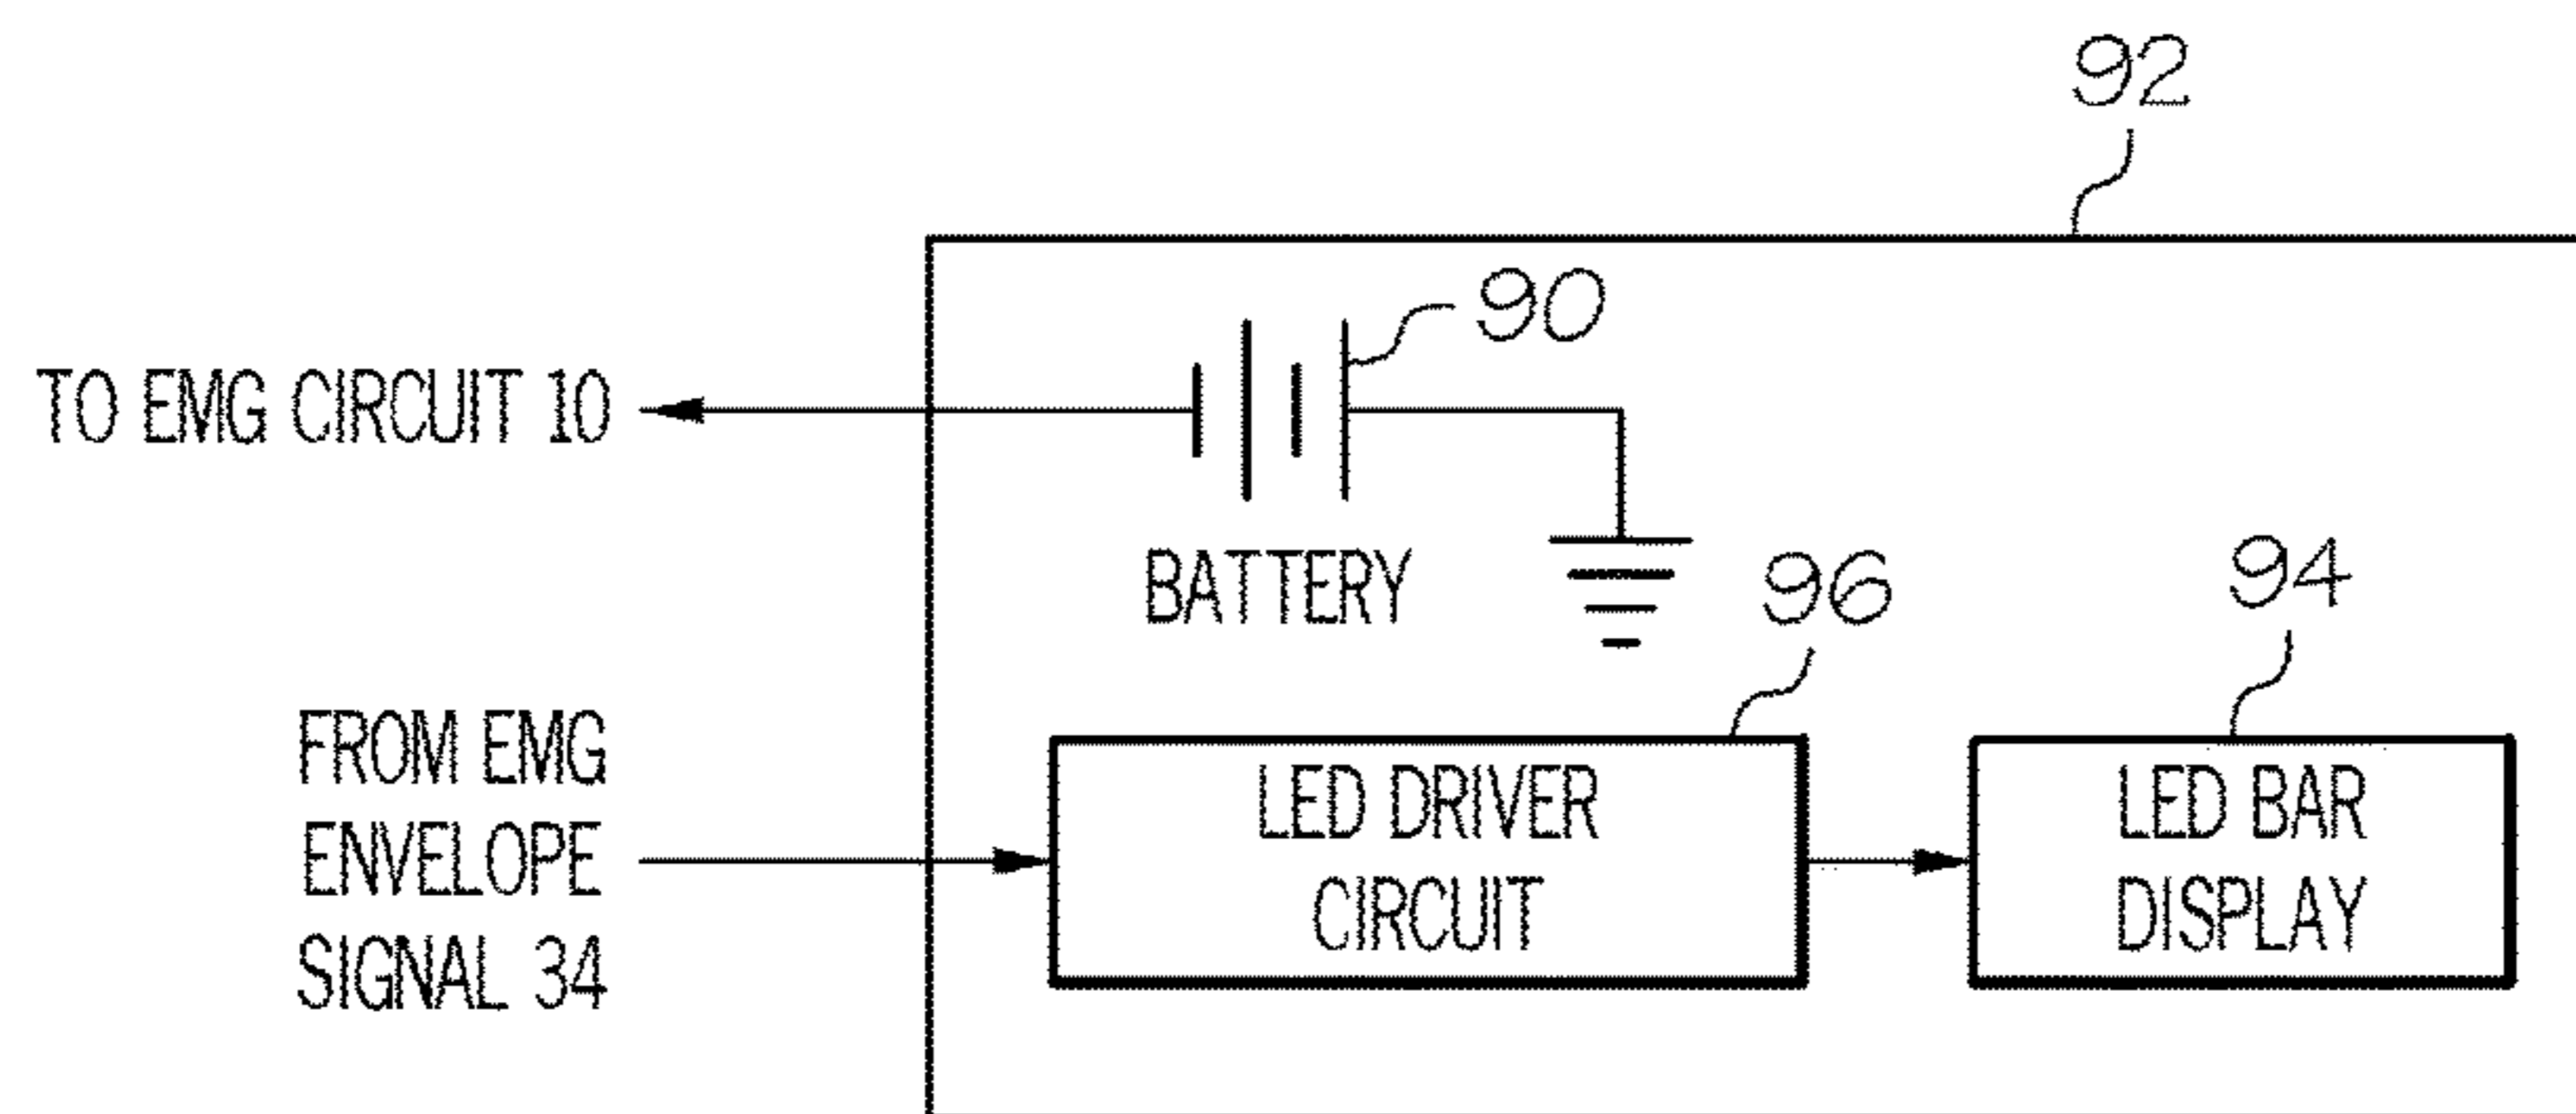 92
90
TO EMG CIRCUIT 10
BATTERY
96
94
FROM EMG
ENVELOPE
SIGNAL 34
LED DRIVER
CIRCUIT
LED BAR
DISPLAY